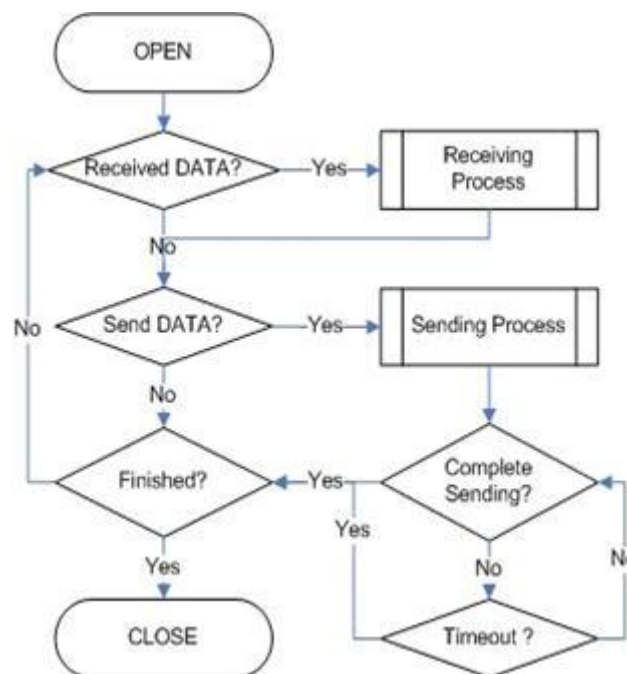 OPEN
Received DATA?
Yes
Receiving
Process
No
Send DATA?
Yes
Sending Process
No
No
Finished?
Yes
Complete
Sending?
Yes
No
No
Yes
CLOSE
Timeout ?